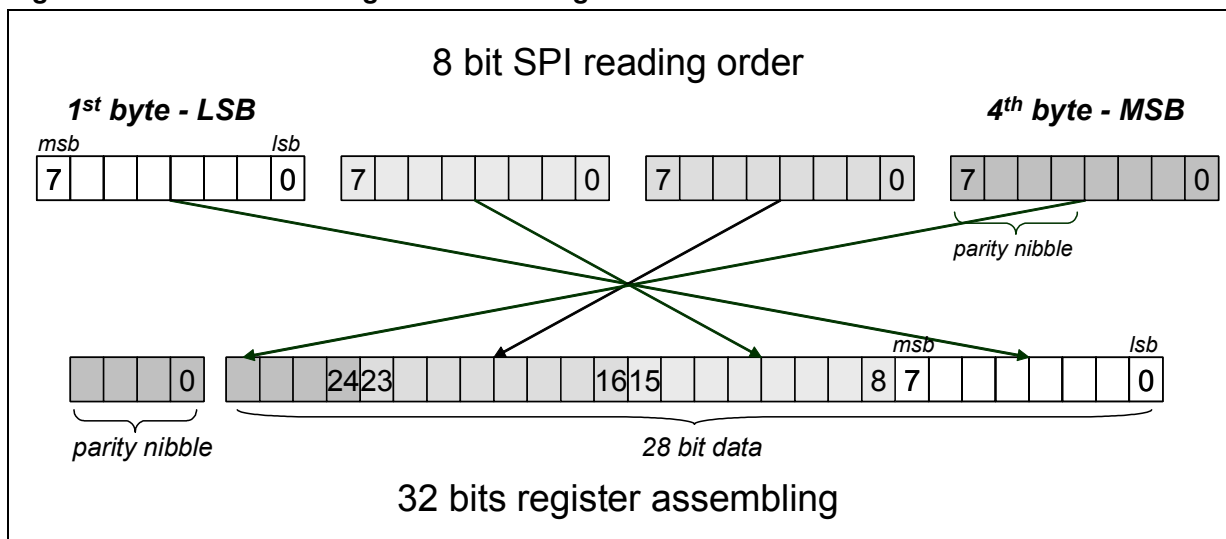 8 bit SPI reading order
1st byte - LSB 4th byte - MSB
msb lsb
7 0 7 0 7 0 7 0
parity nibble
msb lsb
0 24 23 16 15 8 7 0
parity nibble 28 bit data
32 bits register assembling